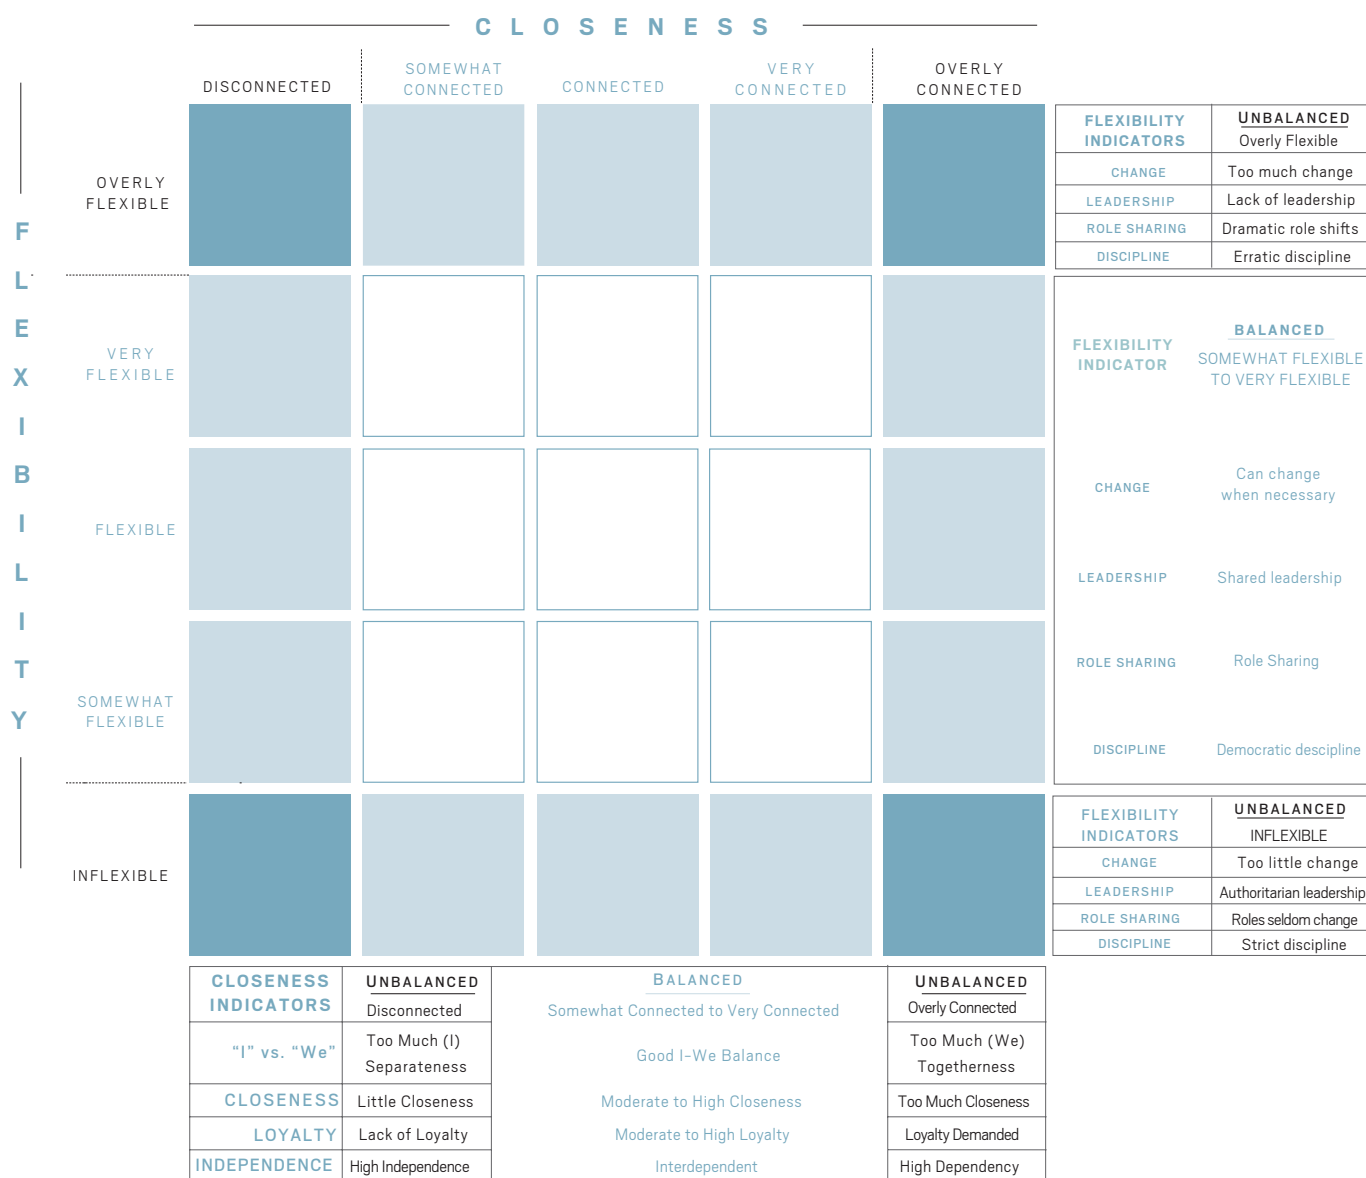 CLOSENESS
DISCONNECTED
SOMEWHAT
CONNECTED
CONNECTED
VERY
CONNECTED
OVERLY
CONNECTED
FLEXIBILITY
OVERLY
FLEXIBLE
VERY
FLEXIBLE
FLEXIBLE
SOMEWHAT
FLEXIBLE
INFLEXIBLE
FLEXIBILITY
INDICATORS
UNBALANCED
Overly Flexible
CHANGE
Too much change
LEADERSHIP
Lack of leadership
ROLE SHARING
Dramatic role shifts
DISCIPLINE
Erratic discipline
FLEXIBILITY
INDICATOR
BALANCED
SOMEWHAT FLEXIBLE
TO VERY FLEXIBLE
CHANGE
Can change
when necessary
LEADERSHIP
Shared leadership
ROLE SHARING
Role Sharing
DISCIPLINE
Democratic descipline
FLEXIBILITY
INDICATORS
UNBALANCED
INFLEXIBLE
CHANGE
Too little change
LEADERSHIP
Authoritarian leadership
ROLE SHARING
Roles seldom change
DISCIPLINE
Strict discipline
CLOSENESS
INDICATORS
UNBALANCED
Disconnected
BALANCED
Somewhat Connected to Very Connected
UNBALANCED
Overly Connected
“I” vs. “We”
Too Much (I)
Separateness
Good I-We Balance
Too Much (We)
Togetherness
CLOSENESS
Little Closeness
Moderate to High Closeness
Too Much Closeness
LOYALTY
Lack of Loyalty
Moderate to High Loyalty
Loyalty Demanded
INDEPENDENCE
High Independence
Interdependent
High Dependency